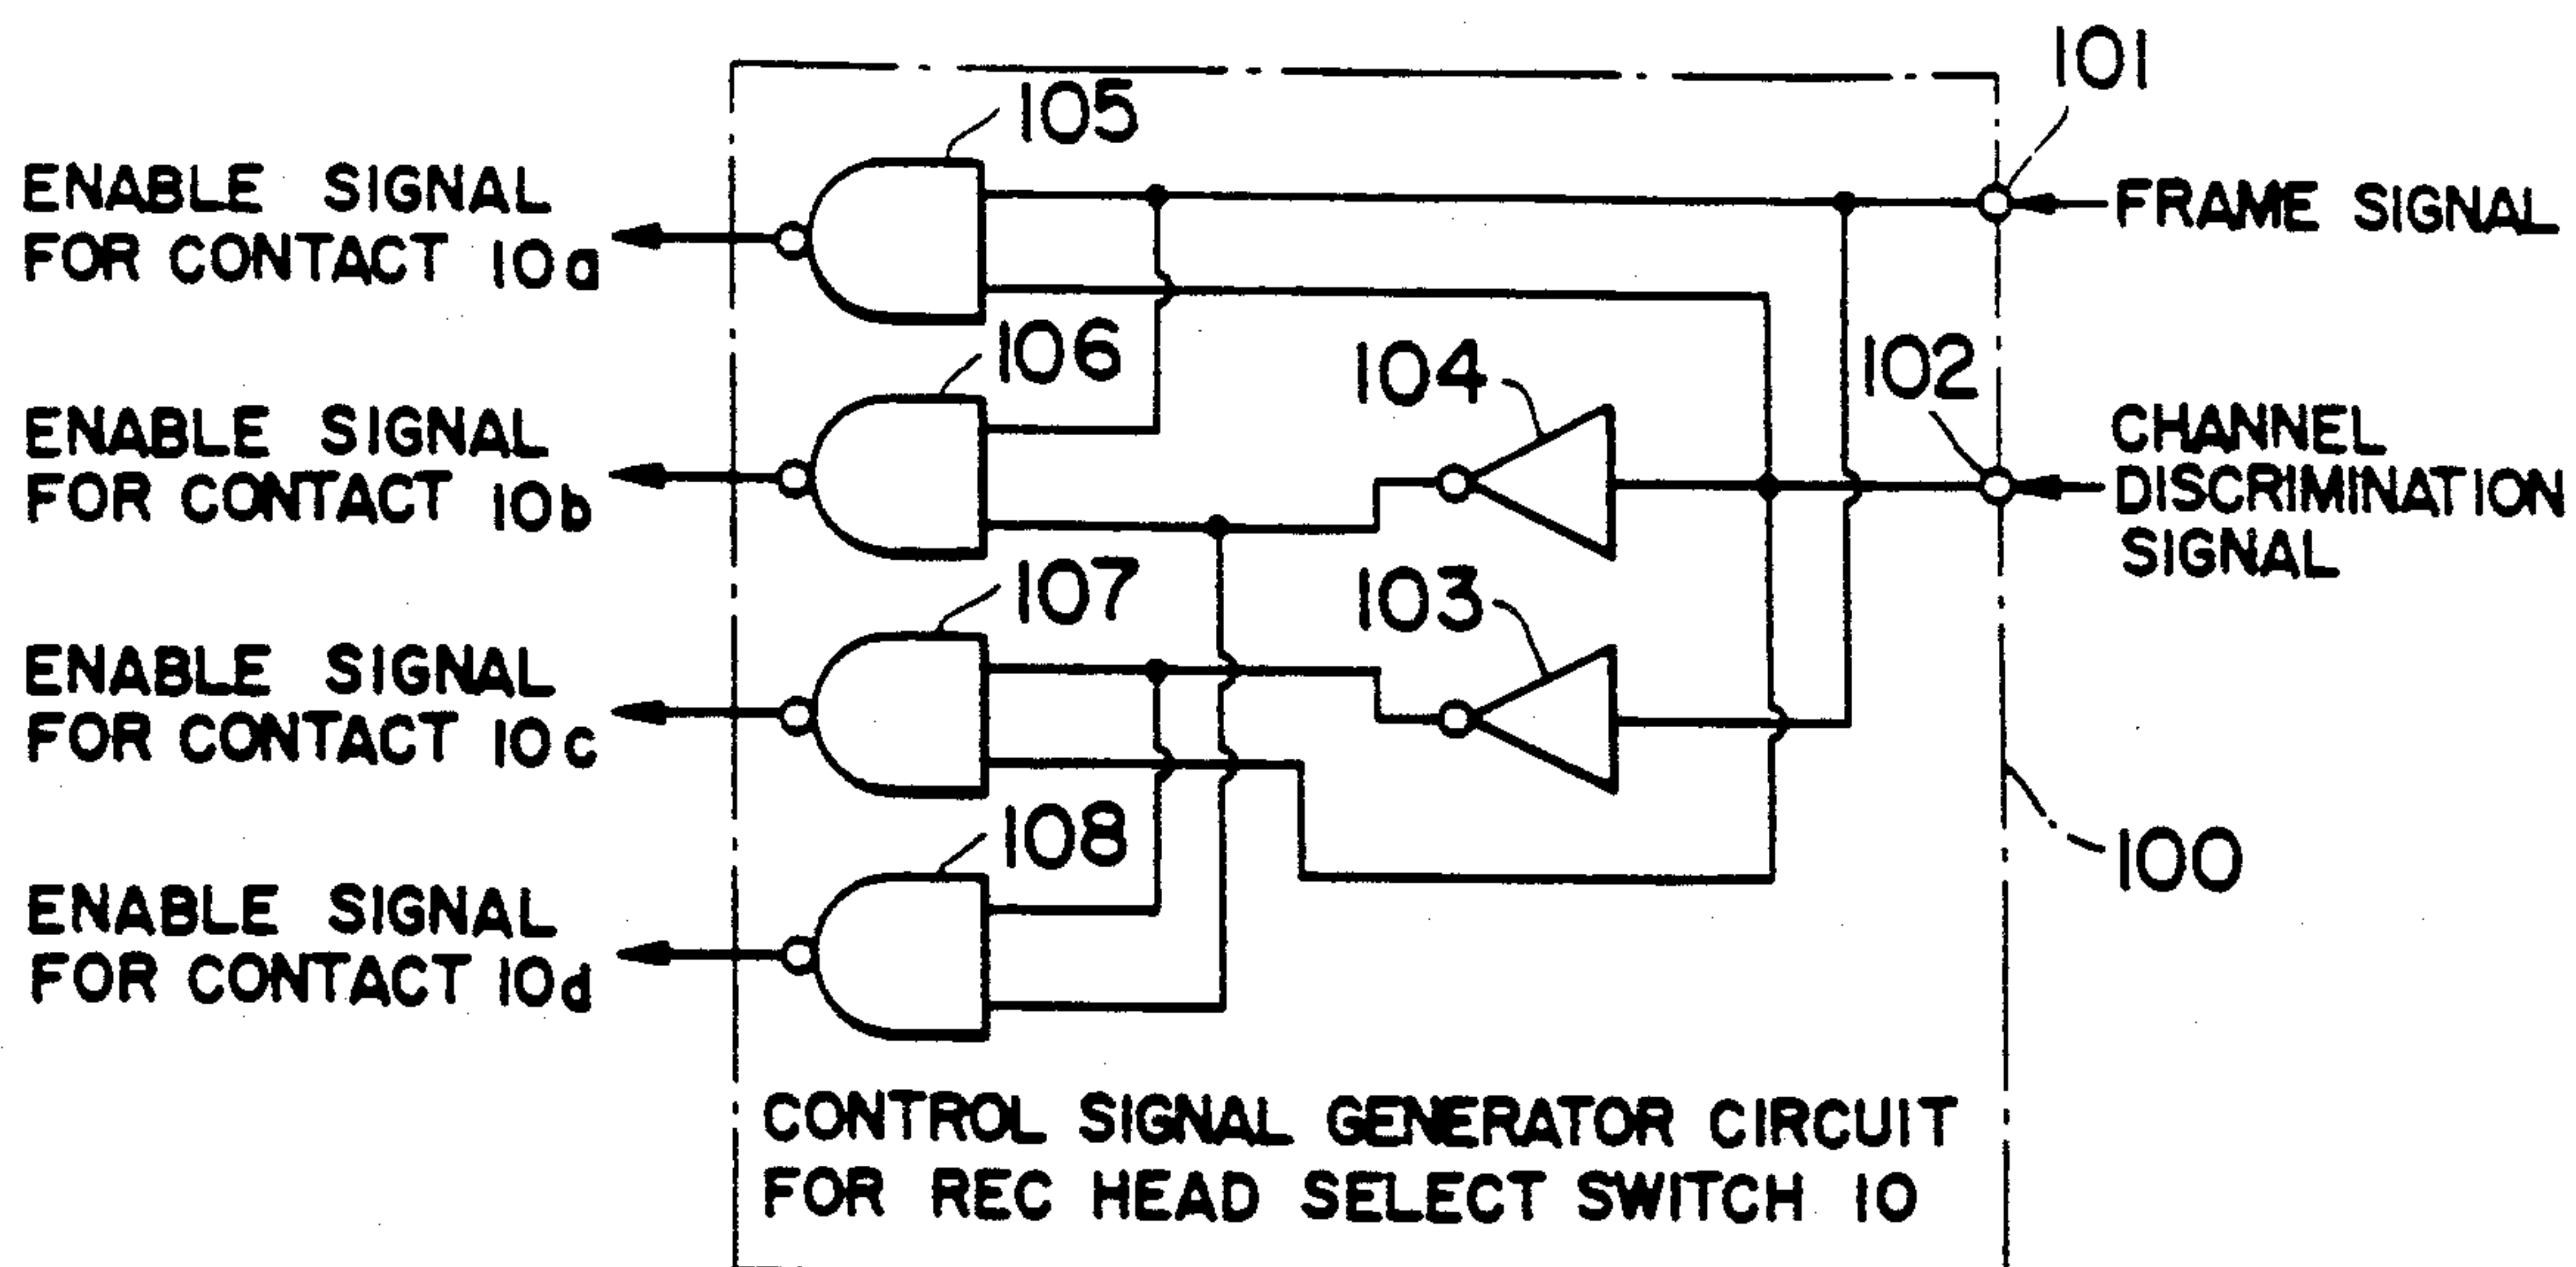 101
105
ENABLE SIGNAL
FOR CONTACT 10a
FRAME SIGNAL
106
104
102
ENABLE SIGNAL
FOR CONTACT 10b
CHANNEL
DISCRIMINATION
SIGNAL
107
103
ENABLE SIGNAL
FOR CONTACT 10c
108
100
ENABLE SIGNAL
FOR CONTACT 10d
CONTROL SIGNAL GENERATOR CIRCUIT
FOR REC HEAD SELECT SWITCH 10